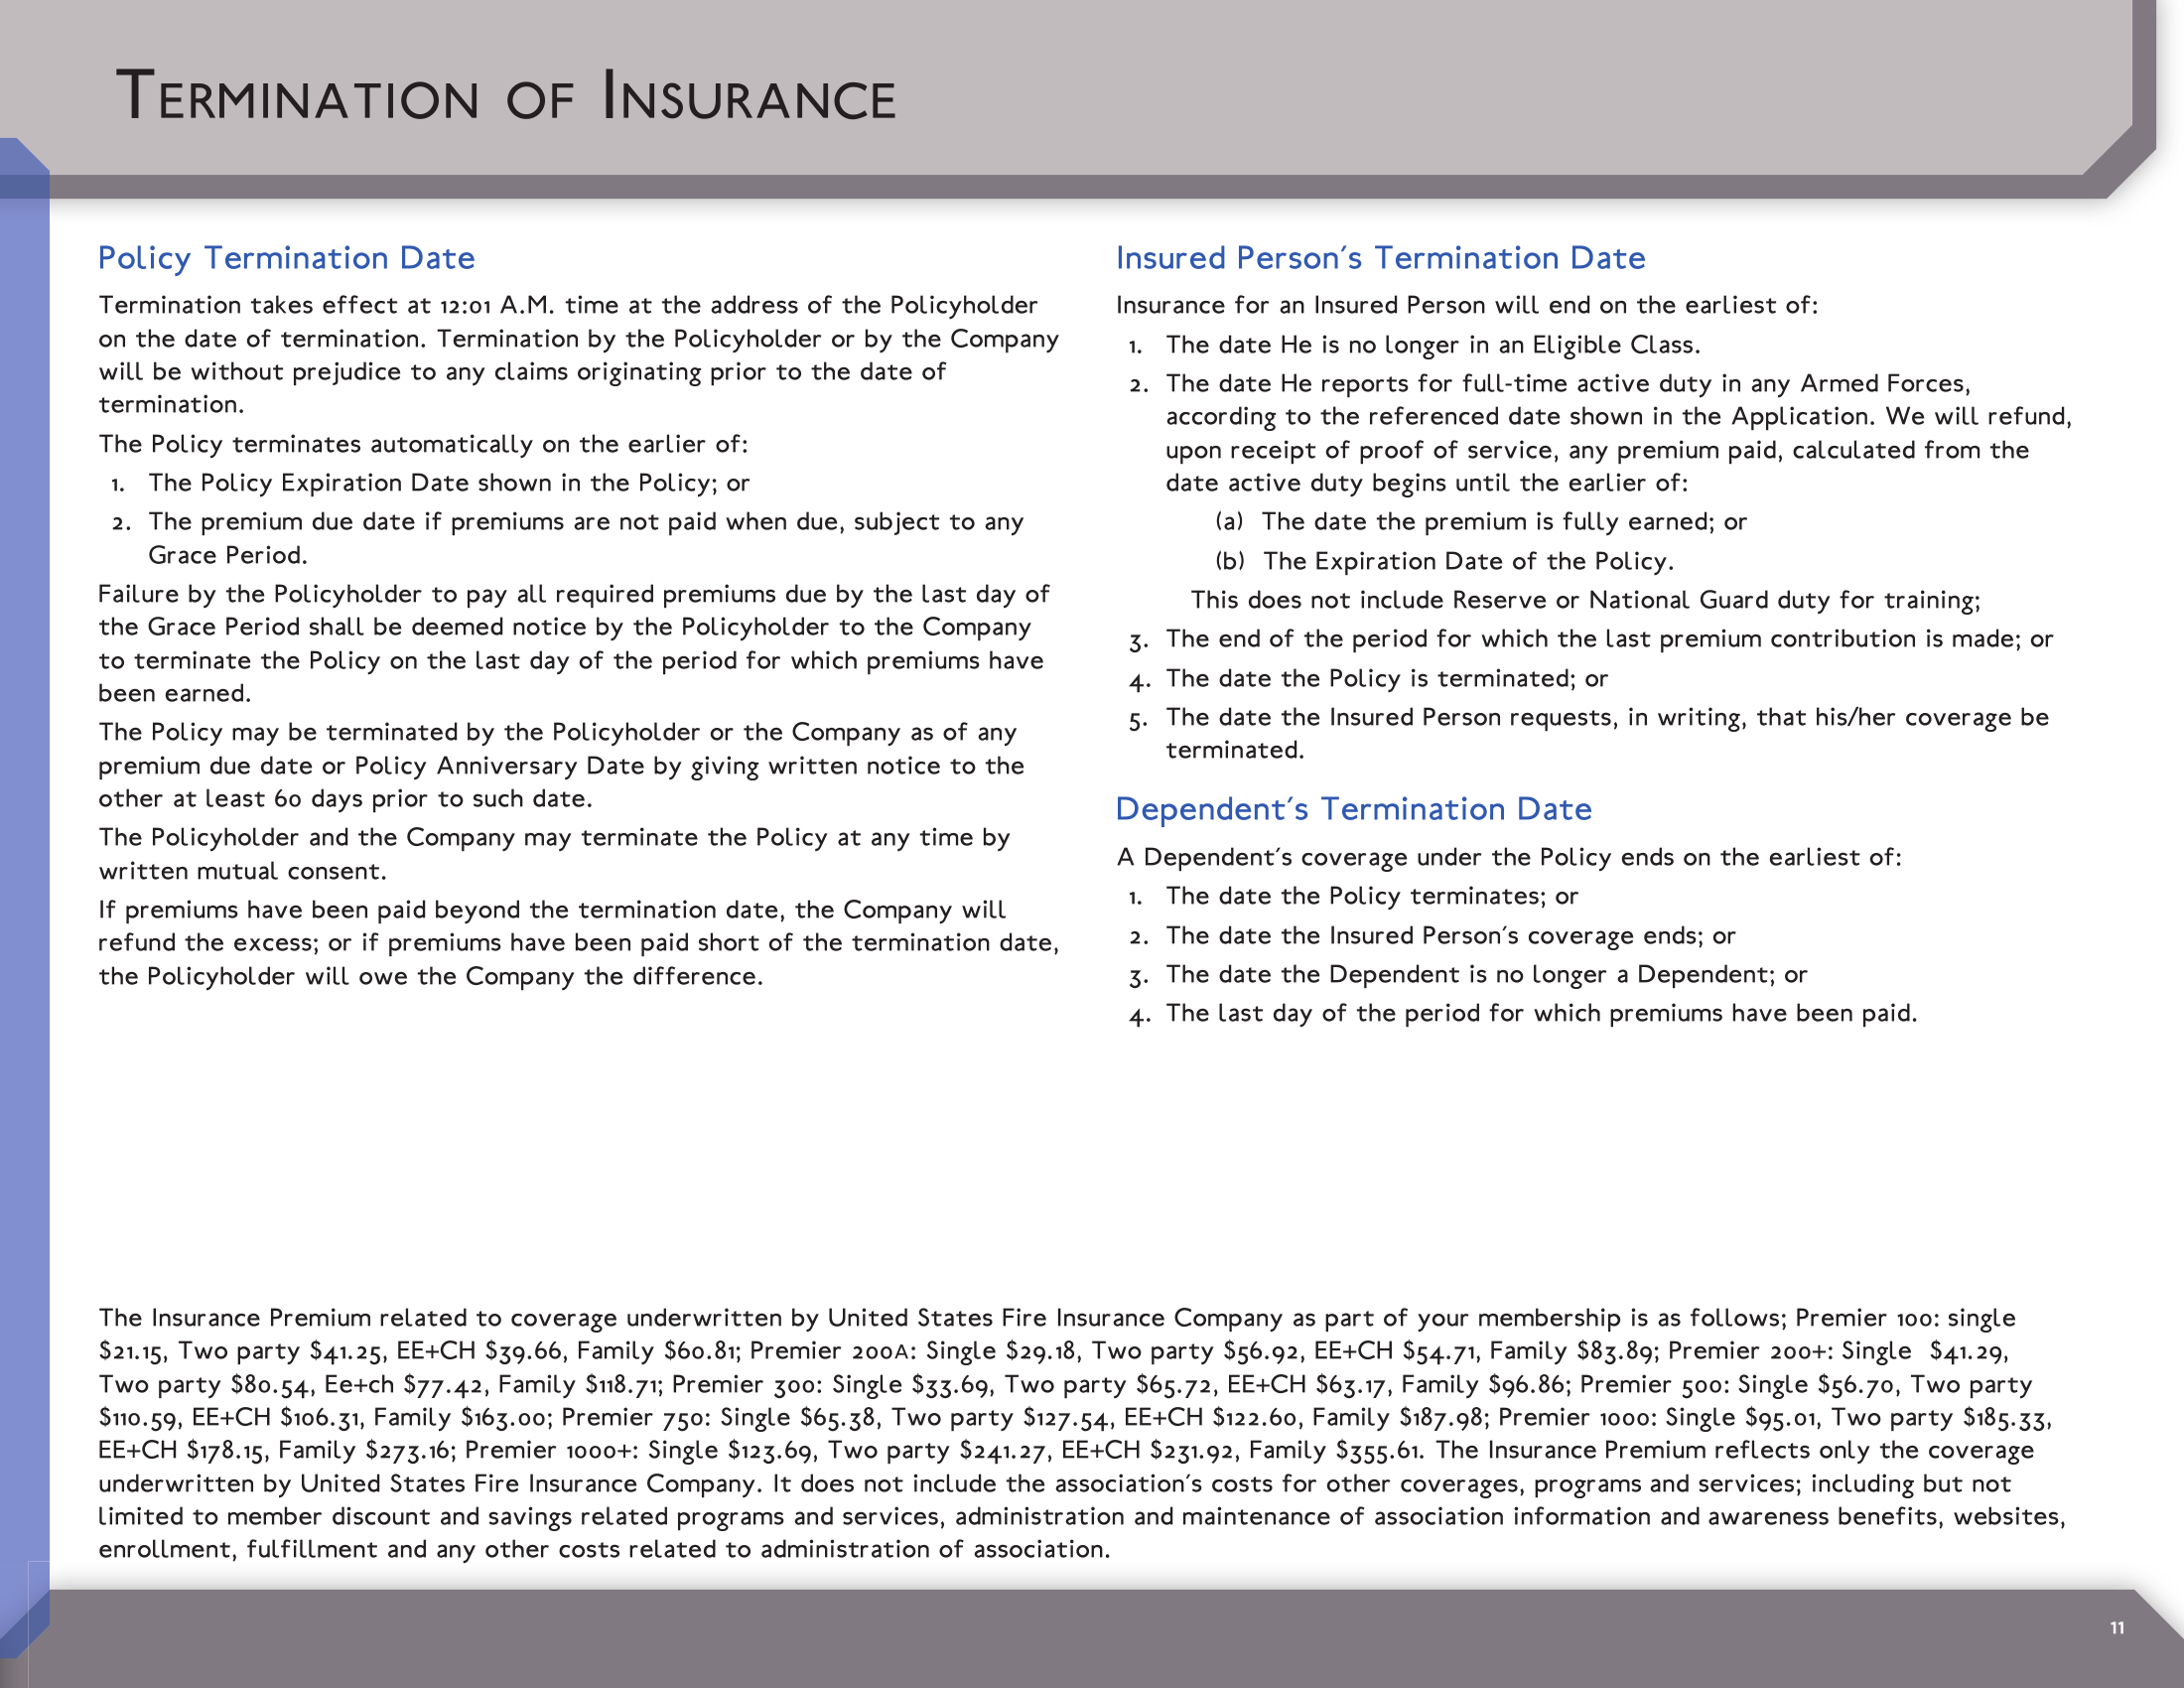 Termination of Insurance
Policy Termination Date
Termination takes effect at 12:01 A.M. time at the address of the Policyholder
on the date of termination. Termination by the Policyholder or by the Company
will be without prejudice to any claims originating prior to the date of
termination.
The Policy terminates automatically on the earlier of:
1. The Policy Expiration Date shown in the Policy; or
2. The premium due date if premiums are not paid when due, subject to any
Grace Period.
Failure by the Policyholder to pay all required premiums due by the last day of
the Grace Period shall be deemed notice by the Policyholder to the Company
to terminate the Policy on the last day of the period for which premiums have
been earned.
The Policy may be terminated by the Policyholder or the Company as of any
premium due date or Policy Anniversary Date by giving written notice to the
other at least 60 days prior to such date.
The Policyholder and the Company may terminate the Policy at any time by
written mutual consent.
If premiums have been paid beyond the termination date, the Company will
refund the excess; or if premiums have been paid short of the termination date,
the Policyholder will owe the Company the difference.
Insured Person´s Termination Date
Insurance for an Insured Person will end on the earliest of:
1. The date He is no longer in an Eligible Class.
2. The date He reports for full-time active duty in any Armed Forces,
according to the referenced date shown in the Application. We will refund,
upon receipt of proof of service, any premium paid, calculated from the
date active duty begins until the earlier of:
(a) The date the premium is fully earned; or
(b) The Expiration Date of the Policy.
This does not include Reserve or National Guard duty for training;
3. The end of the period for which the last premium contribution is made; or
4. The date the Policy is terminated; or
5. The date the Insured Person requests, in writing, that his/her coverage be
terminated.
Dependent´s Termination Date
A Dependent´s coverage under the Policy ends on the earliest of:
1. The date the Policy terminates; or
2. The date the Insured Person´s coverage ends; or
3. The date the Dependent is no longer a Dependent; or
4. The last day of the period for which premiums have been paid.
The Insurance Premium related to coverage underwritten by United States Fire Insurance Company as part of your membership is as follows; Premier 100: single
$21.15, Two party $41.25, EE+CH $39.66, Family $60.81; Premier 200A: Single $29.18, Two party $56.92, EE+CH $54.71, Family $83.89; Premier 200+: Single $41.29,
Two party $80.54, Ee+ch $77.42, Family $118.71; Premier 300: Single $33.69, Two party $65.72, EE+CH $63.17, Family $96.86; Premier 500: Single $56.70, Two party
$110.59, EE+CH $106.31, Family $163.00; Premier 750: Single $65.38, Two party $127.54, EE+CH $122.60, Family $187.98; Premier 1000: Single $95.01, Two party $185.33,
EE+CH $178.15, Family $273.16; Premier 1000+: Single $123.69, Two party $241.27, EE+CH $231.92, Family $355.61. The Insurance Premium reflects only the coverage
underwritten by United States Fire Insurance Company. It does not include the association´s costs for other coverages, programs and services; including but not
limited to member discount and savings related programs and services, administration and maintenance of association information and awareness benefits, websites,
enrollment, fulfillment and any other costs related to administration of association.
11